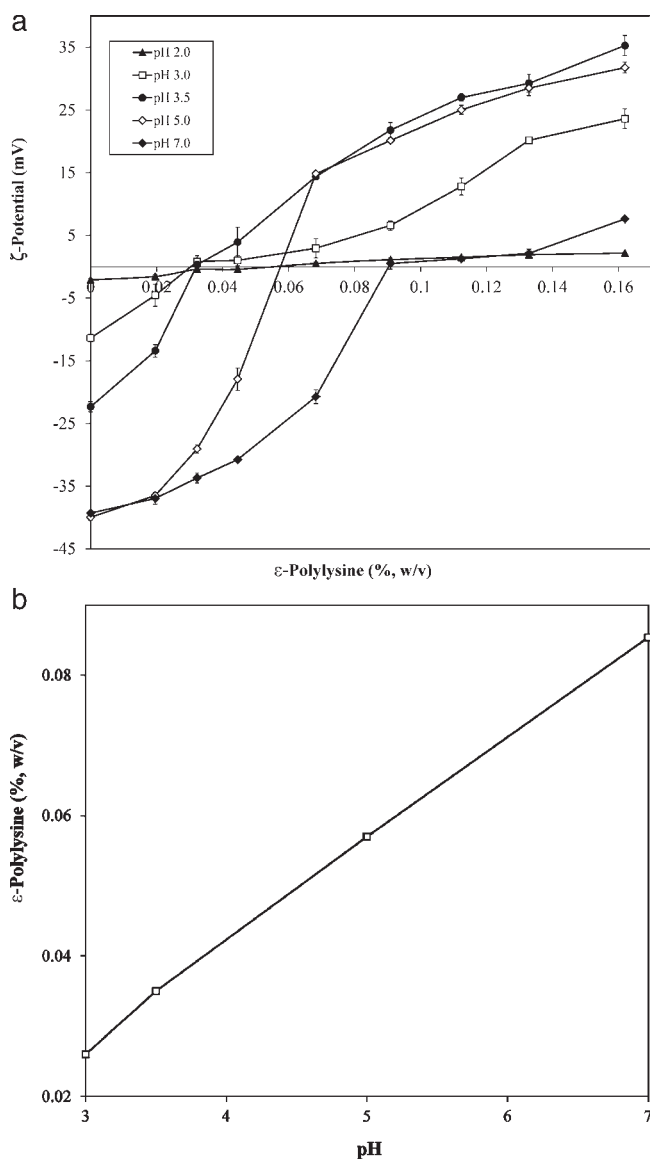 a
35
25
15
5
-5
-15
-25
-35
-45
ζ-Potential (mV)
pH 2.0
pH 3.0
pH 3.5
pH 5.0
pH 7.0
0.02
0.04
0.06
0.08
0.1
0.12
0.14
0.16
ε-Polylysine (%, w/v)
b
0.08
0.06
0.04
0.02
ε-Polylysine (%, w/v)
3
4
5
6
7
pH